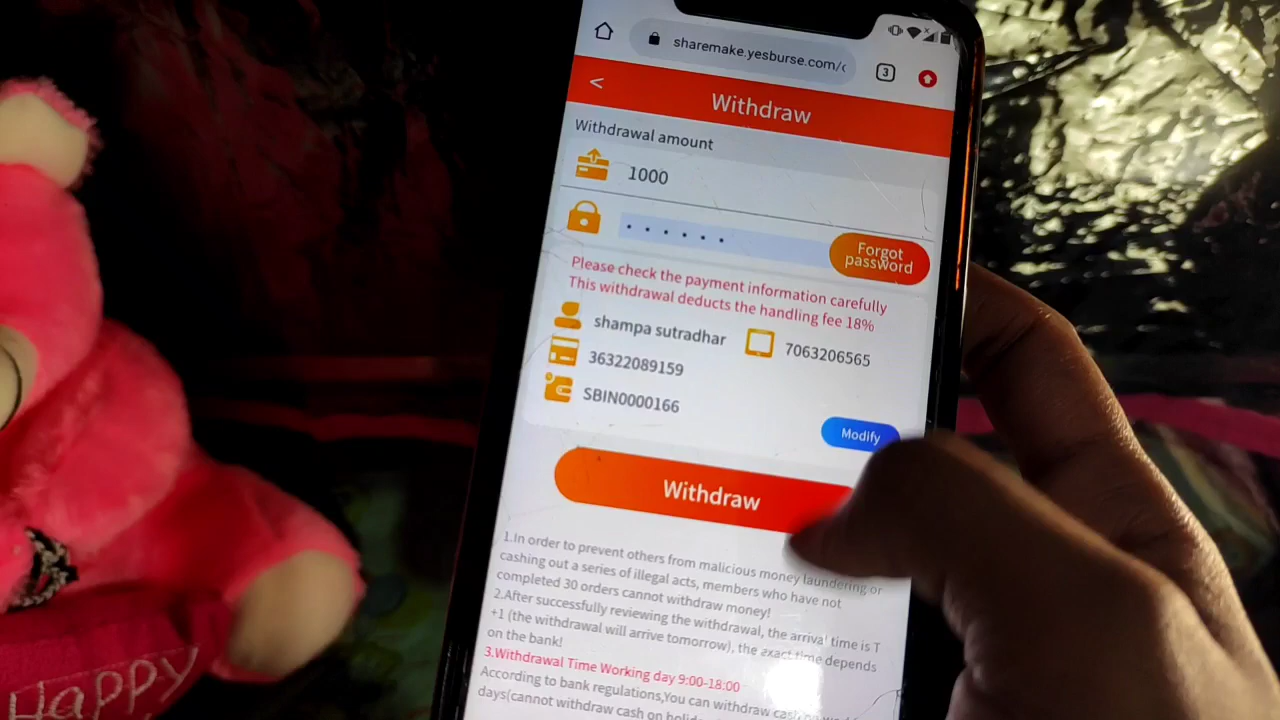 sharemake.yesburse.com/c
3
<
Withdraw
Withdrawal amount
1000
Forgot
password
Please check the payment information carefully
This withdrawal deducts the handling fee 18%
shampa sutradhar
7063206565
36322089159
SBIN0000166
Modify
Withdraw
1.In order to prevent others from malicious money laundering or
cashing out a series of illegal acts, members who have not
completed 30 orders cannot withdraw money!
2.After successfully reviewing the withdrawal, the arrival time is T
+1 (the withdrawal will arrive tomorrow), the exact time depends
on the bank!
3.Withdrawal Time Working day 9:00-18:00
According to bank regulations,You can withdraw cash
days(cannot withdraw cash on
Happy